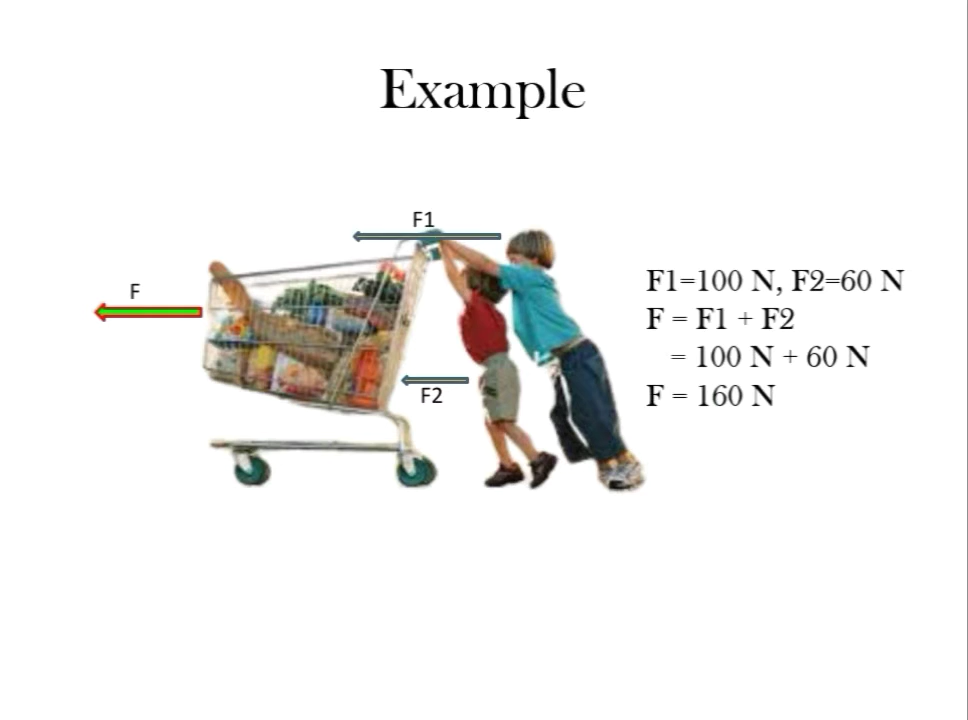 Example
F1
F
F2
F1=100 N, F2=60 N
F = F1 + F2
= 100 N + 60 N
F = 160 N